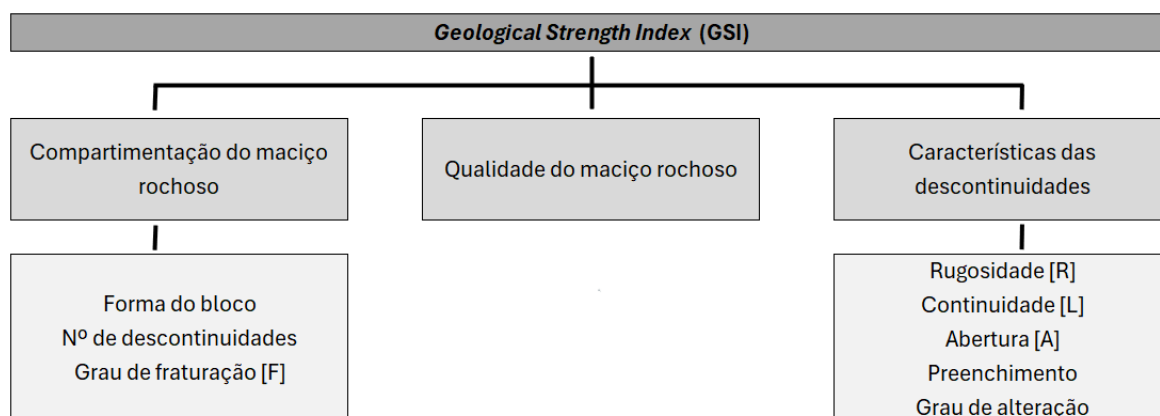 Geological Strength Index (GSI)
Compartimentação do maciço
rochoso
Qualidade do maciço rochoso
Características das
descontinuidades
Forma do bloco
Nº de descontinuidades
Grau de fraturação [F]
Rugosidade [R]
Continuidade [L]
Abertura [A]
Preenchimento
Grau de alteração